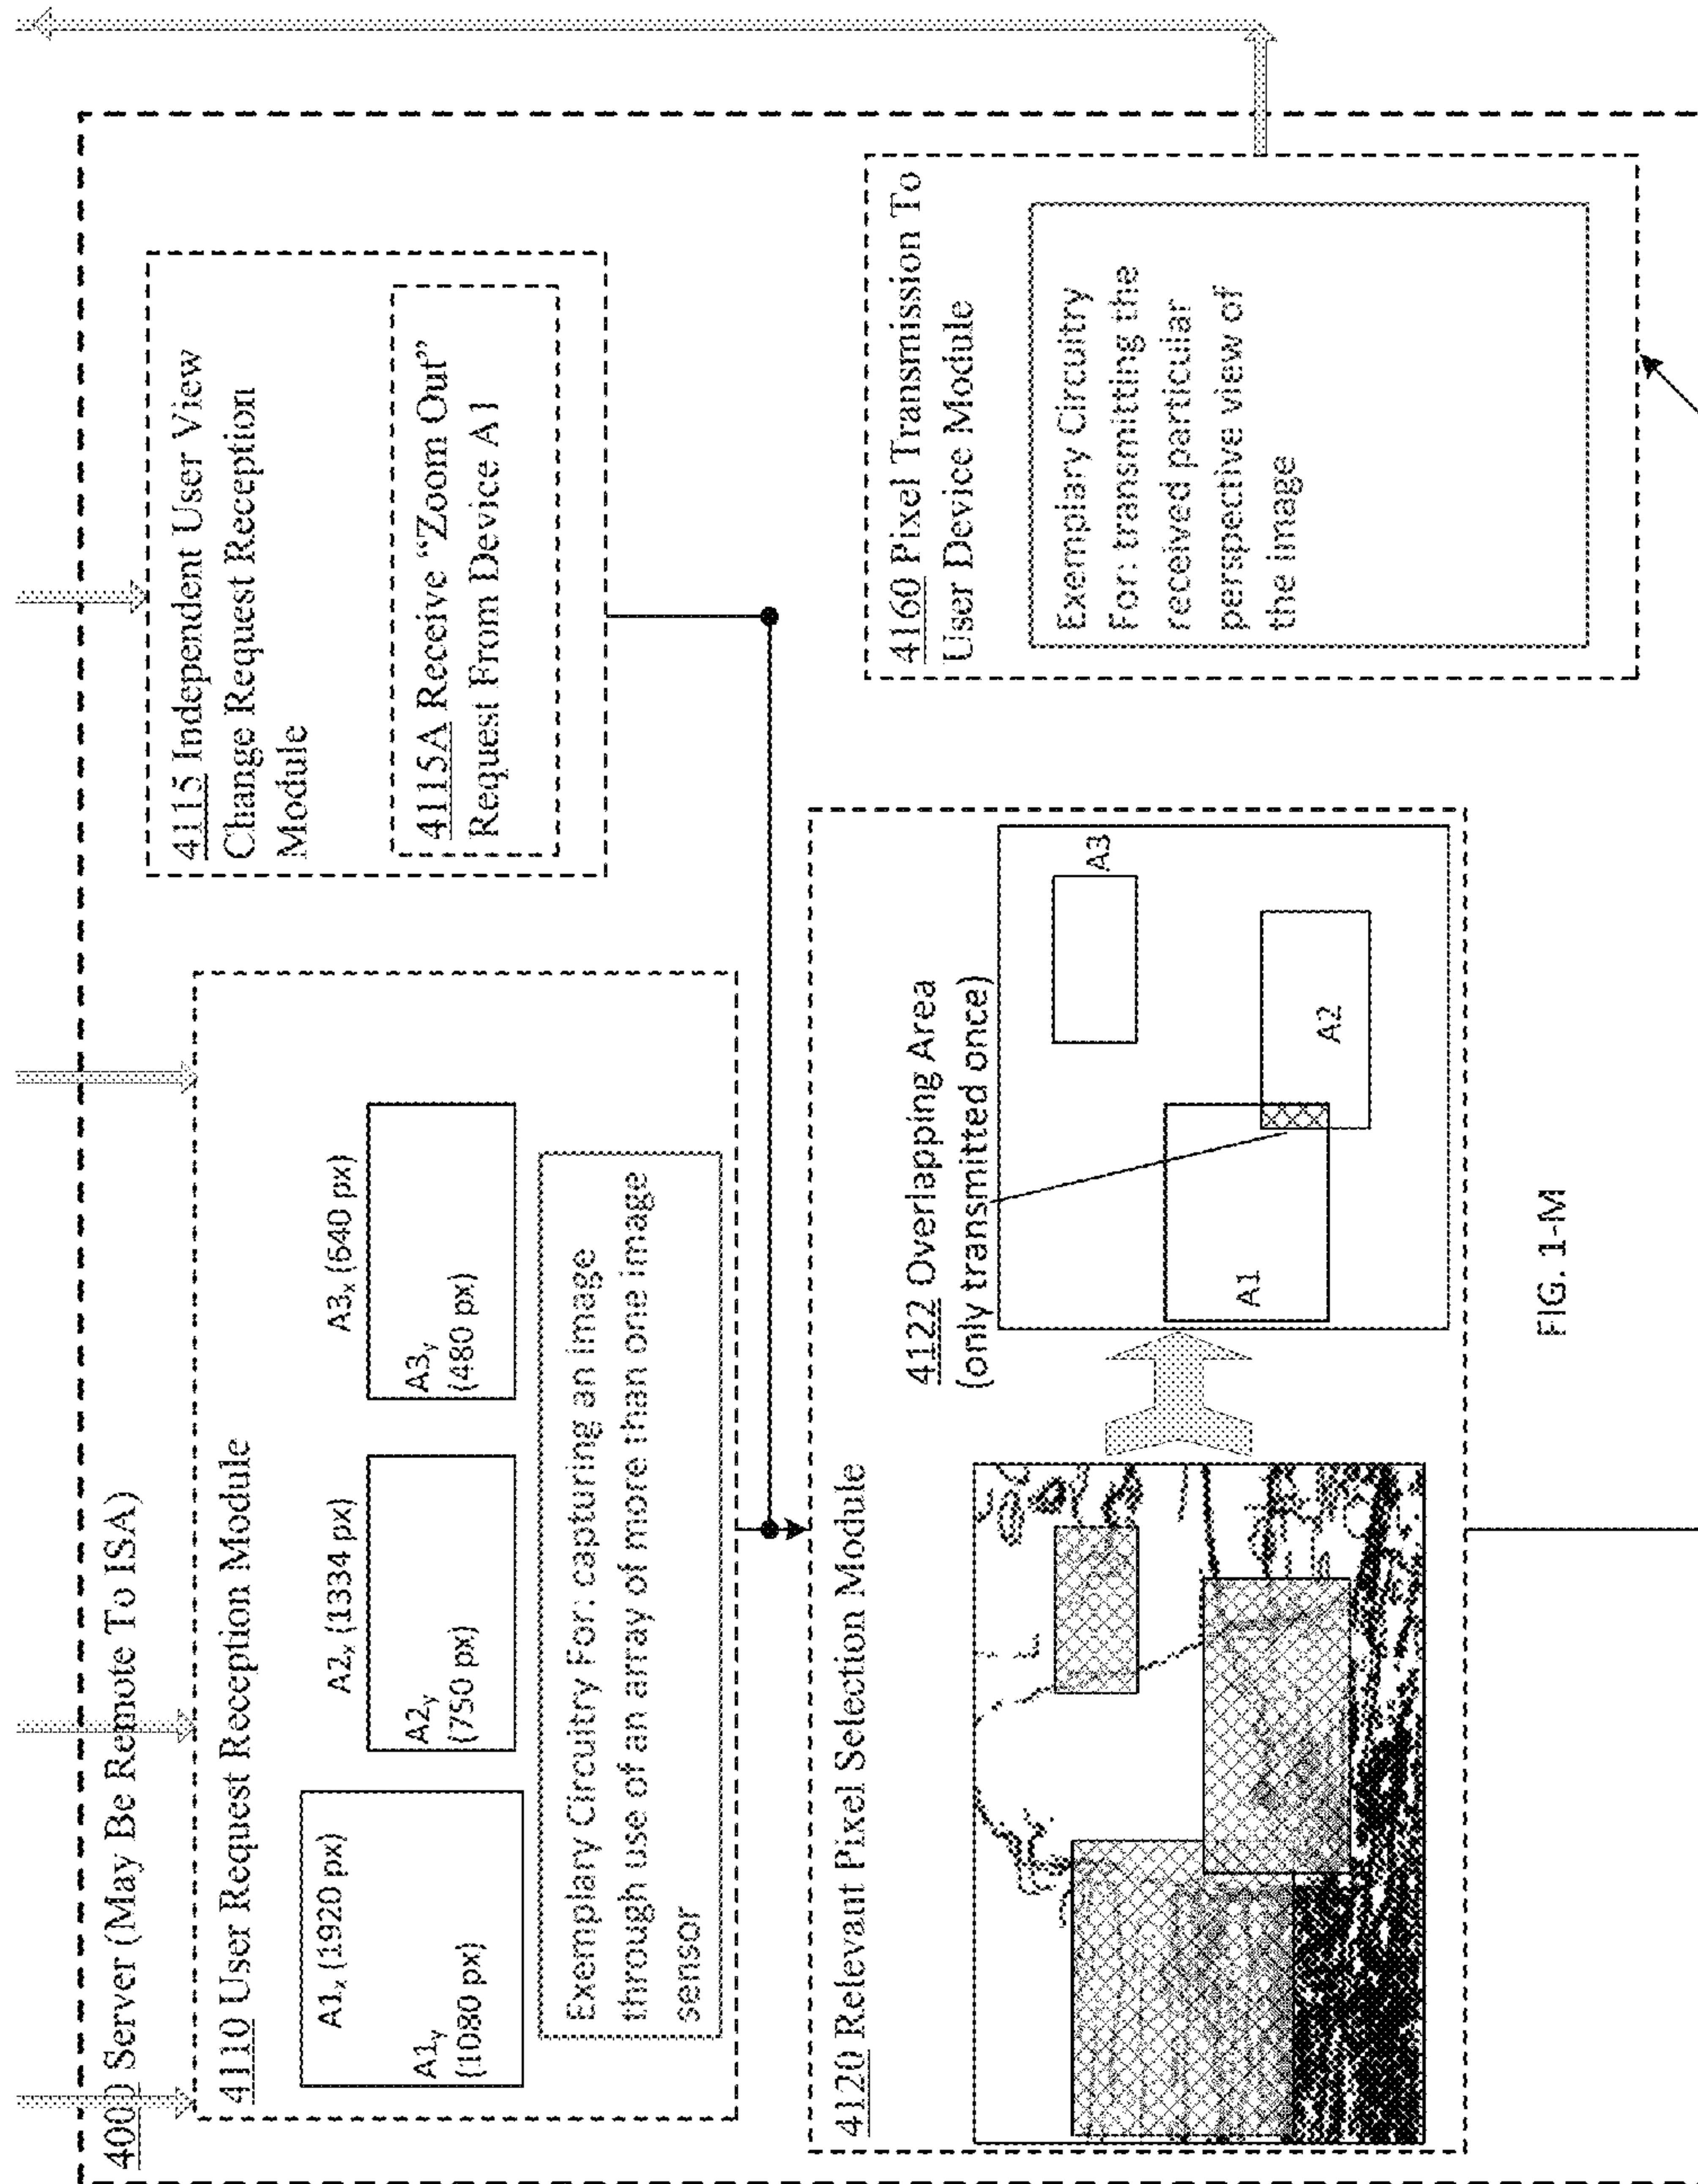 4000 Server (May Be Remote To ISA)
4110 User Request Reception Module
A1x (1920 px)
A1y
(1080 px)
A2x (1334 px)
A2y
(750 px)
A3x (640 px)
A3y
(480 px)
Exemplary Circuitry For: capturing an image
through use of an array of more than one image
sensor
4115 Independent User View
Change Request Reception
Module
4115A Receive “Zoom Out”
Request From Device A1
4120 Relevant Pixel Selection Module
4122 Overlapping Area
(only transmitted once)
A1
A2
A3
4160 Pixel Transmission To
User Device Module
Exemplary Circuitry
For: transmitting the
received particular
perspective view of
the image
FIG. 1-M